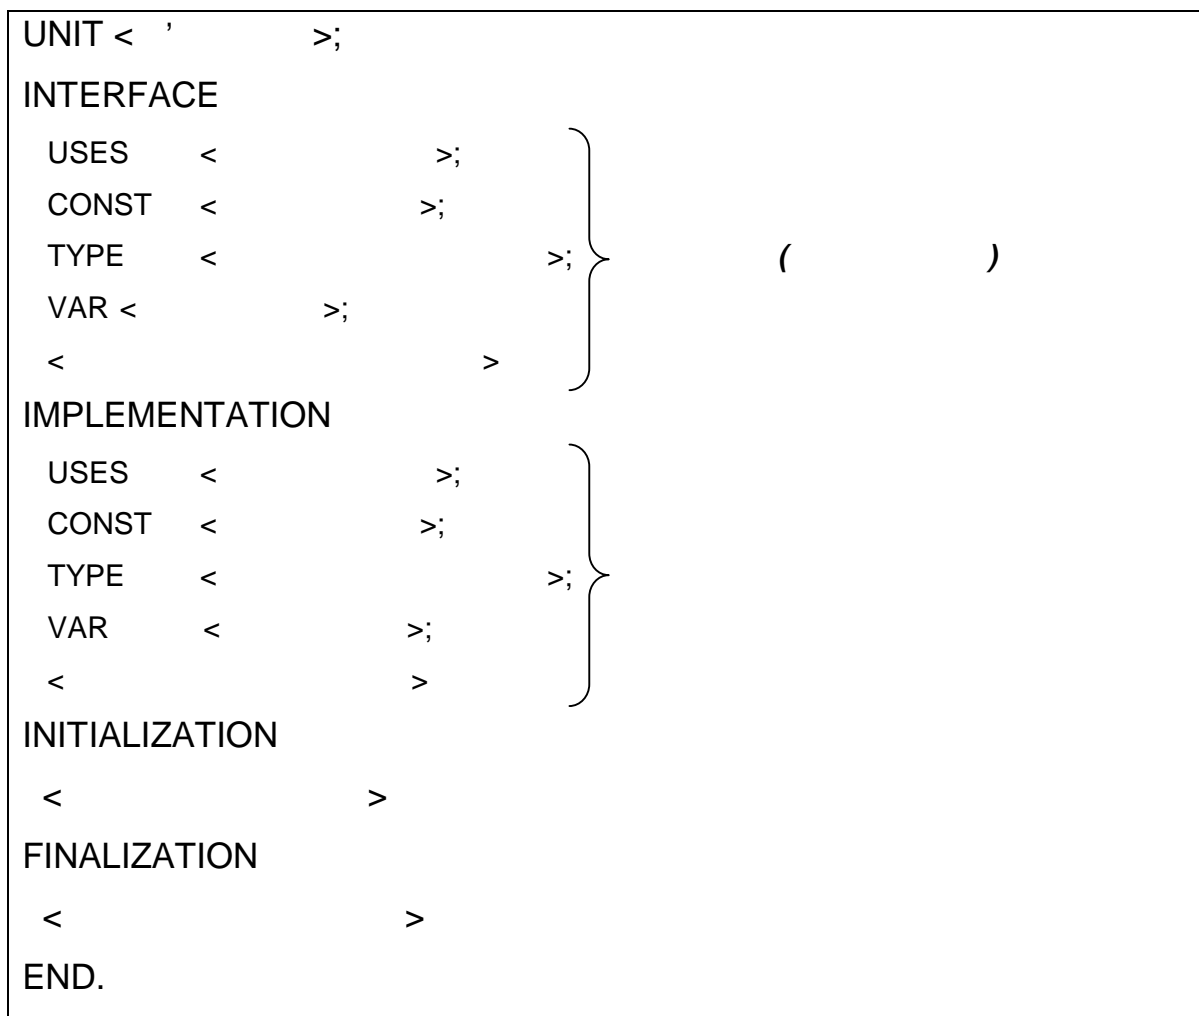 UNIT < ’ >;
INTERFACE
USES < >;
CONST < >;
TYPE < >; ( )
VAR < >;
< >
IMPLEMENTATION
USES < >;
CONST < >;
TYPE < >;
VAR < >;
< >
INITIALIZATION
< >
FINALIZATION
< >
END.